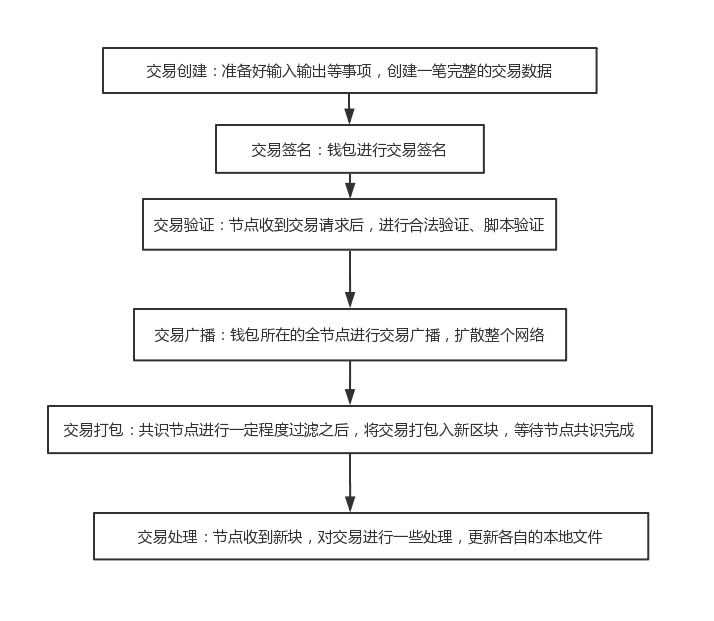 交易创建：准备好输入输出等事项，创建一笔完整的交易数据
交易签名：钱包进行交易签名
交易验证：节点收到交易请求后，进行合法验证、脚本验证
交易广播：钱包所在的全节点进行交易广播，扩散整个网络
交易打包：共识节点进行一定程度过滤之后，将交易打包入新区块，等待节点共识完成
交易处理：节点收到新块，对交易进行一些处理，更新各自的本地文件